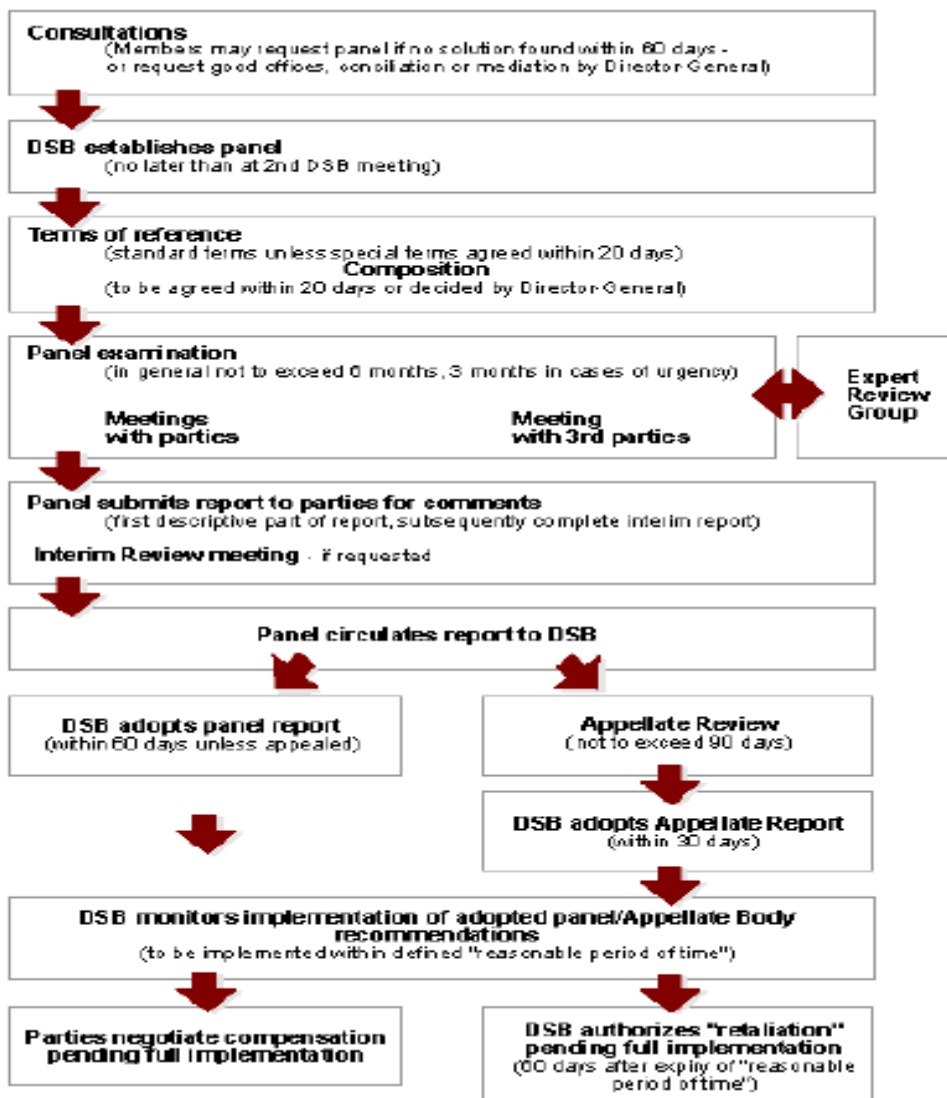 Consultations
(Members may request panel if no solution found within 60 days -
or request good offices, conciliation or mediation by Director-General)
DSB establishes panel
(no later than at 2nd DSB meeting)
Terms of reference
(standard terms unless special terms agreed within 20 days)
Composition
(to be agreed within 20 days or decided by Director-General)
Panel examination
(in general not to exceed 6 months, 3 months in cases of urgency)
Meetings
with parties
Meeting
with 3rd parties
Expert
Review
Group
Panel submits report to parties for comments
(first descriptive part of report, subsequently complete interim report)
Interim Review meeting - if requested
Panel circulates report to DSB
DSB adopts panel report
(within 60 days unless appealed)
Appellate Review
(not to exceed 90 days)
DSB adopts Appellate Report
(within 30 days)
DSB monitors implementation of adopted panel/Appellate Body
recommendations
(to be implemented within defined "reasonable period of time")
Parties negotiate compensation
pending full implementation
DSB authorizes "retaliation"
pending full implementation
(60 days after expiry of "reasonable
period of time")